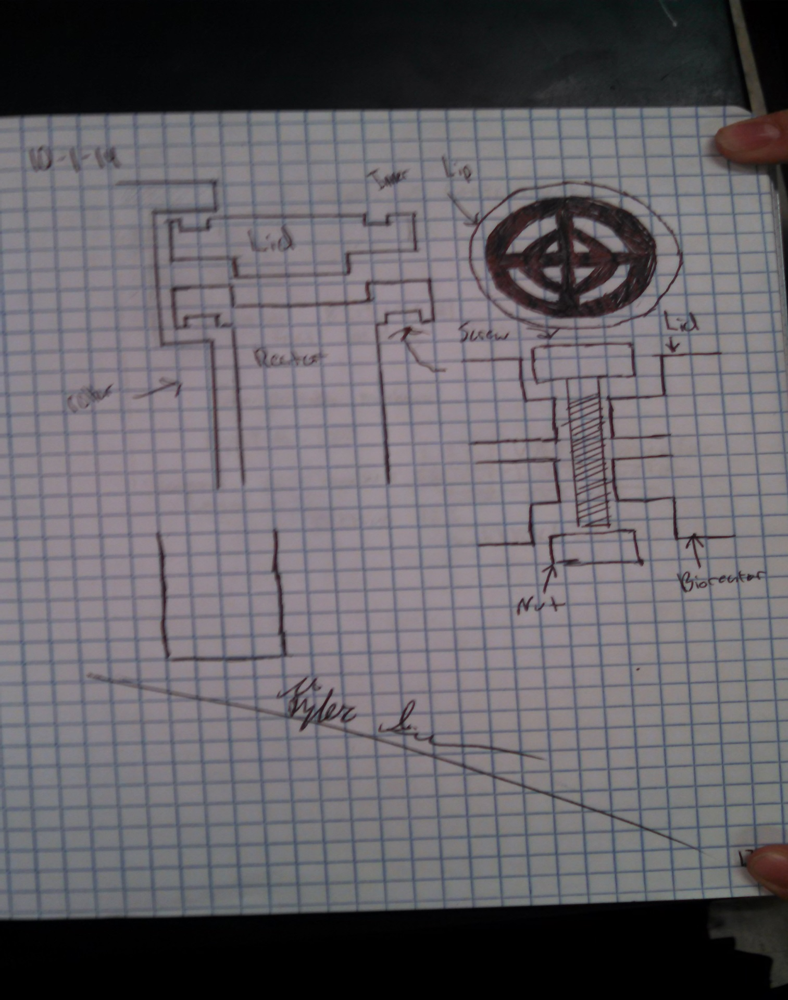 10-1-14
Inner
Lip
Lid
Screw
Lid
Reactor
collar
Bioreactor
Nut
Tyler